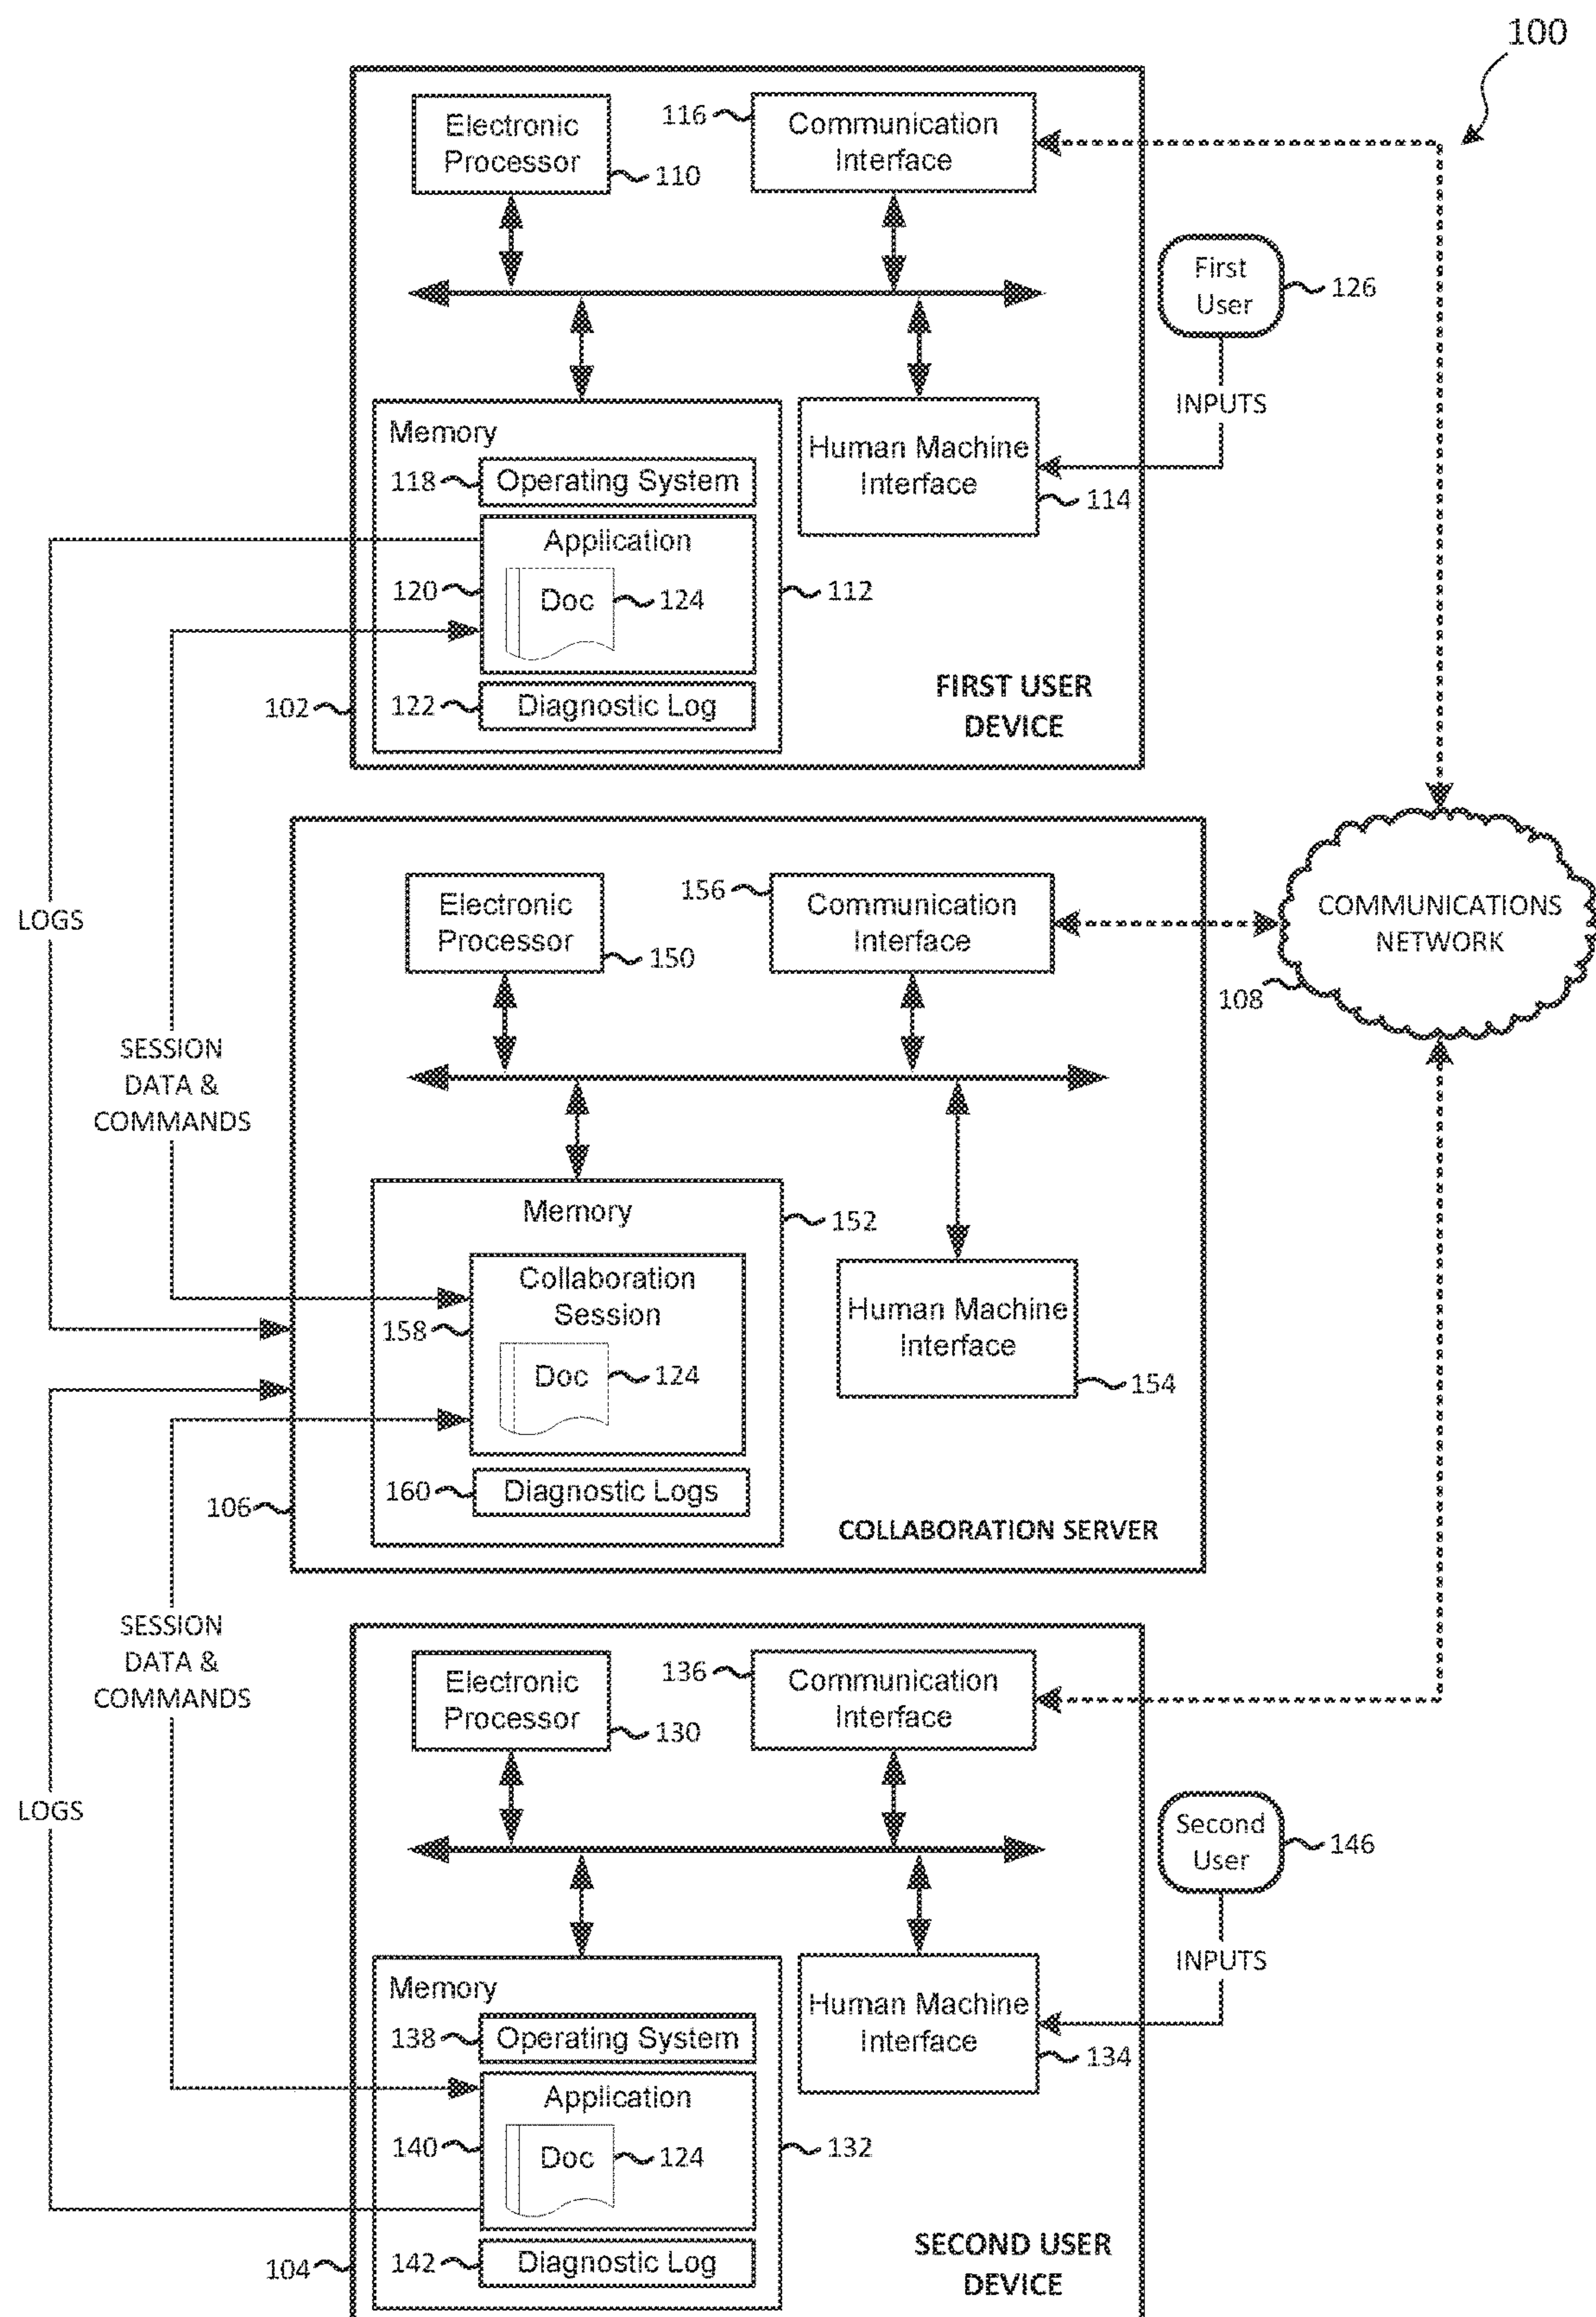 100
Electronic
Processor
110
116
Communication
Interface
First
User
126
INPUTS
Memory
118
Operating System
Human Machine
Interface
114
Application
120
Doc
124
112
102
122
Diagnostic Log
FIRST USER
DEVICE
LOGS
Electronic
Processor
150
156
Communication
Interface
COMMUNICATIONS
NETWORK
108
SESSION
DATA &
COMMANDS
Memory
152
Collaboration
Session
158
Doc
124
Human Machine
Interface
154
160
Diagnostic Logs
106
COLLABORATION SERVER
SESSION
DATA &
COMMANDS
Electronic
Processor
130
136
Communication
Interface
LOGS
Second
User
146
INPUTS
Memory
138
Operating System
Human Machine
Interface
134
Application
140
Doc
124
132
104
142
Diagnostic Log
SECOND USER
DEVICE